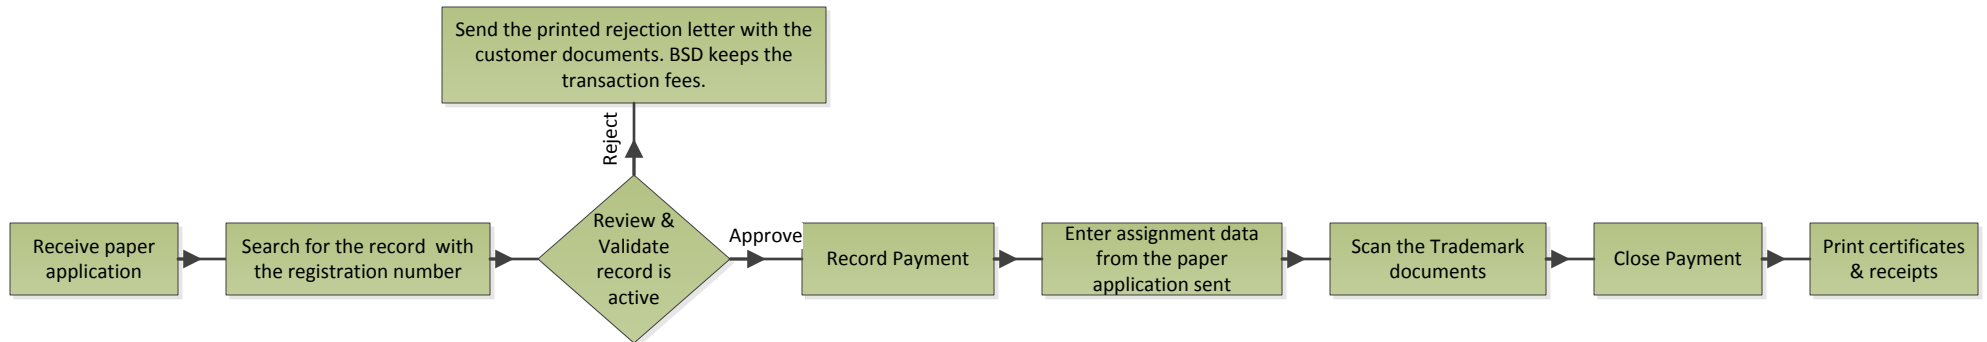 Send the printed rejection letter with the
customer documents. BSD keeps the
transaction fees.
Reject
Receive paper
application
Search for the record with
the registration number
Review &
Validate
record is
active
Approve
Record Payment
Enter assignment data
from the paper
application sent
Scan the Trademark
documents
Close Payment
Print certificates
& receipts